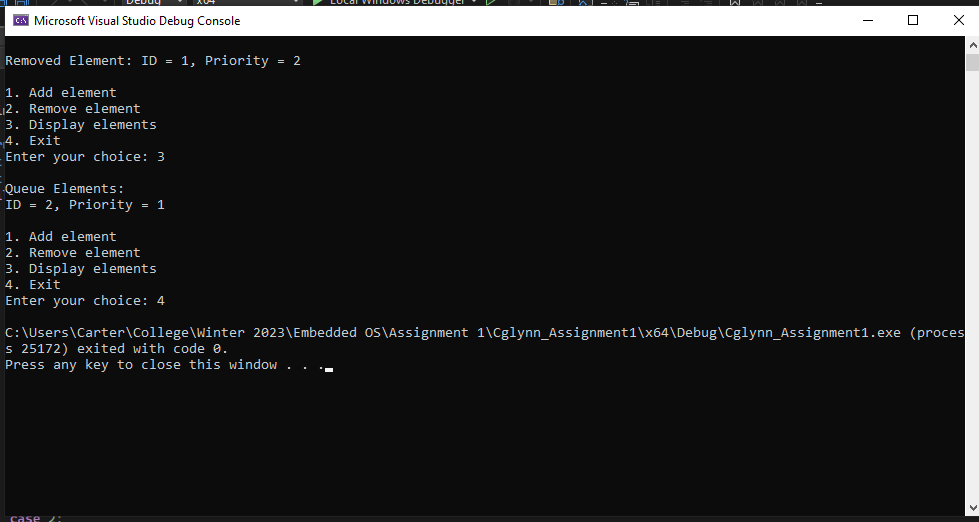 Debug
x64
Local Windows Debugger
Microsoft Visual Studio Debug Console
Removed Element: ID = 1, Priority = 2
1. Add element
2. Remove element
3. Display elements
4. Exit
Enter your choice: 3
Queue Elements:
ID = 2, Priority = 1
1. Add element
2. Remove element
3. Display elements
4. Exit
Enter your choice: 4
C:\Users\Carter\College\Winter 2023\Embedded OS\Assignment 1\Cglynn_Assignment1\x64\Debug\Cglynn_Assignment1.exe (proces
s 25172) exited with code 0.
Press any key to close this window . . .
case 2: